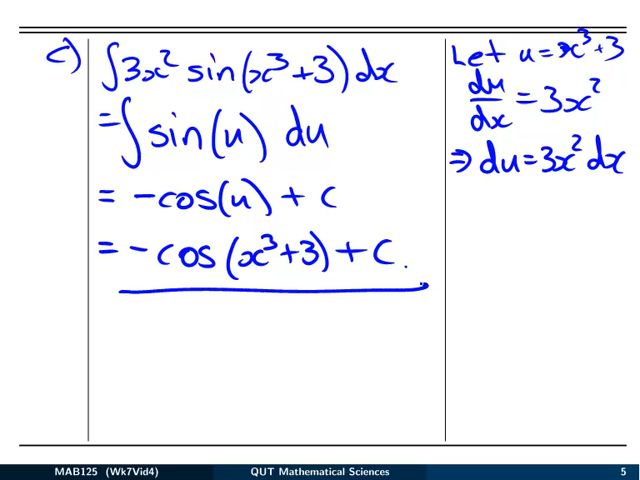 c)
∫3x² sin(x³+3) dx
= ∫ sin(u) du
= -cos(u) + c
= -cos(x³+3) + c.
Let u = x³+3
du/dx = 3x²
⇒ du = 3x² dx
MAB125 (Wk7Vid4) QUT Mathematical Sciences 5